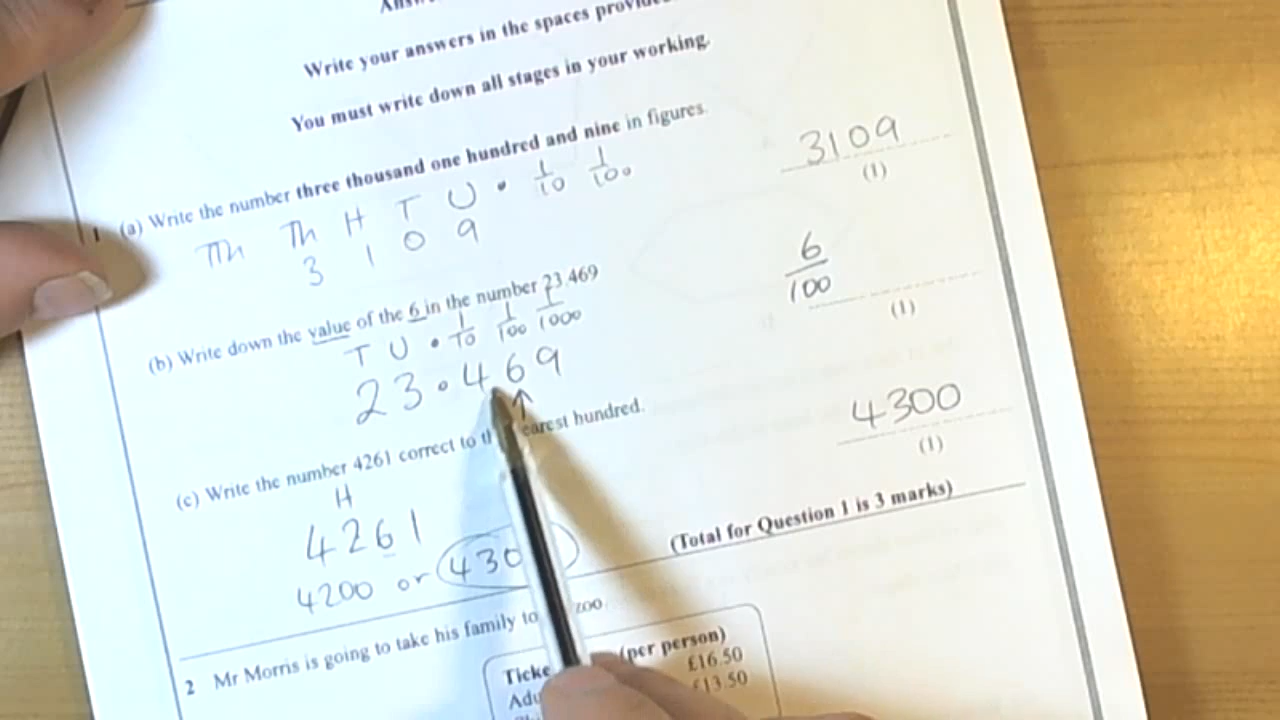 Write your answers in the spaces
You must write down all stages in your working.
1 (a) Write the number three thousand one hundred and nine in figures.
Th Th H T U . 1/10 1/100
3 1 0 9
3109
(1)
(b) Write down the value of the 6 in the number 23.469
T U . 1/10 1/100 1/1000
23.469
6/100
(1)
(c) Write the number 4261 correct to the nearest hundred.
H
4261
4200 or 430
4300
(1)
(Total for Question 1 is 3 marks)
2 Mr Morris is going to take his family to zoo.
(per person)
£16.50
£13.50